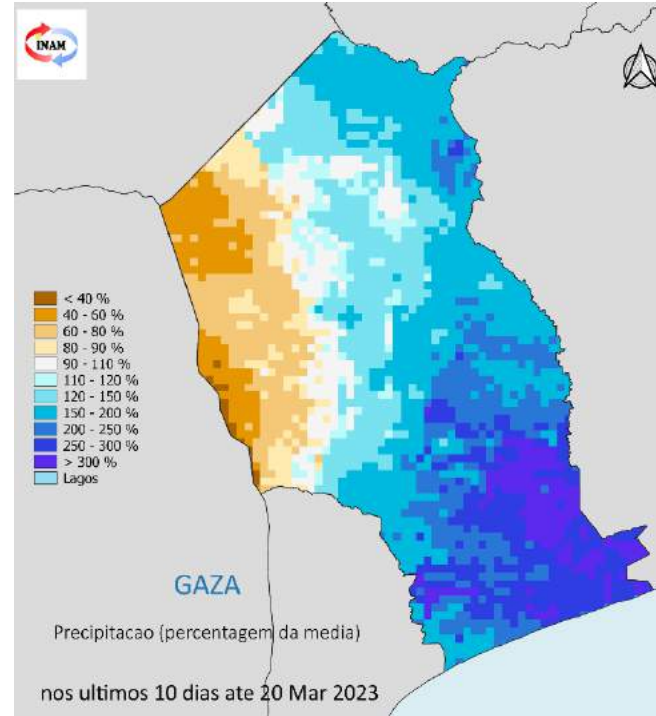 INAM
< 40 %
40 - 60 %
60 - 80 %
80 - 90 %
90 - 110 %
110 - 120 %
120 - 150 %
150 - 200 %
200 - 250 %
250 - 300 %
> 300 %
Lagos
GAZA
Precipitacao (percentagem da media)
nos ultimos 10 dias ate 20 Mar 2023